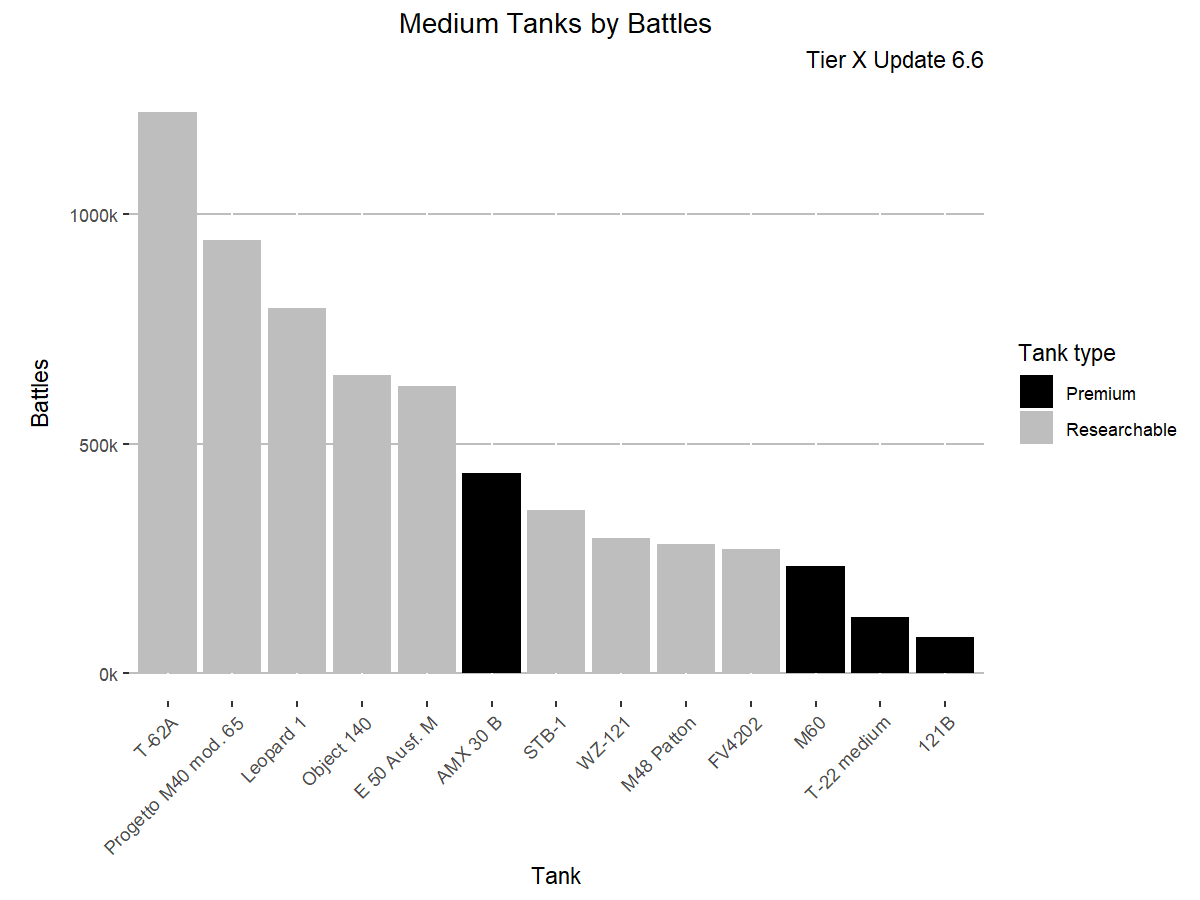 Medium Tanks by Battles
Tier X Update 6.6
Battles
1000k
500k
0k
T-62A
Progetto M40 mod. 65
Leopard 1
Object 140
E 50 Ausf. M
AMX 30 B
STB-1
WZ-121
M48 Patton
FV4202
M60
T-22 medium
121B
Tank
Tank type
Premium
Researchable